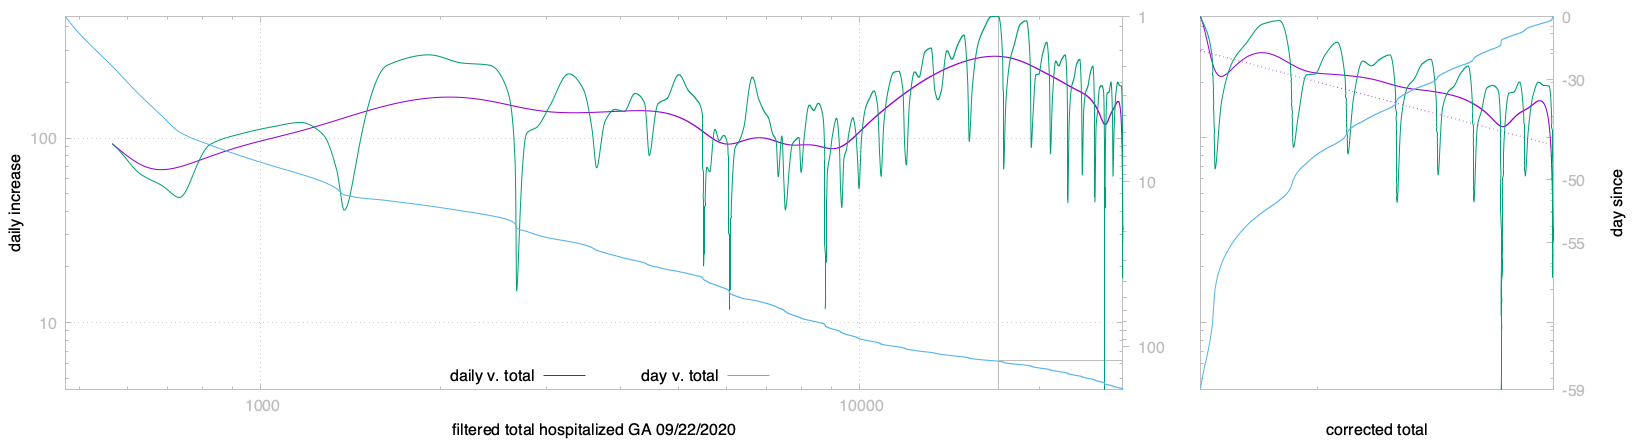 1
0
-30
100
daily increase
10
-50
day since
-55
10
100
daily v. total
day v. total
-59
1000
10000
filtered total hospitalized GA 09/22/2020
corrected total